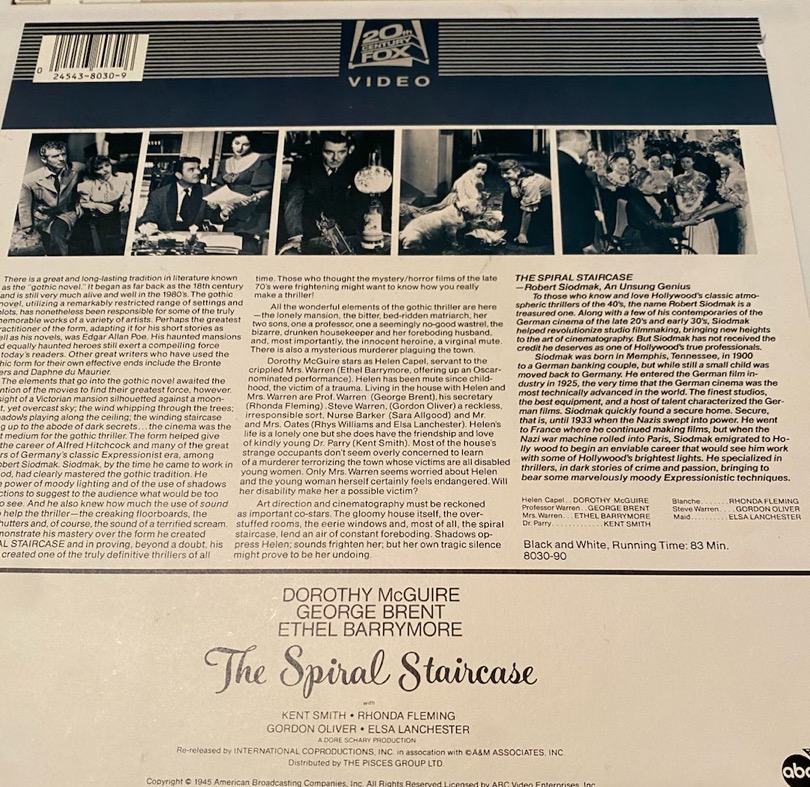 20th
CENTURY
FOX
VIDEO
0 24543-8030-9
There is a great and long-lasting tradition in literature known
as the "gothic novel." It began as far back as the 18th century
and is still very much alive and well in the 1980's. The gothic
novel, utilizing a remarkably restricted range of settings and
lots, has nonetheless been responsible for some of the truly
memorable works of a variety of artists. Perhaps the greatest
ractitioner of the form, adapting it for his short stories as
ell as his novels, was Edgar Allan Poe. His haunted mansions
d equally haunted heroes still exert a compelling force
today's readers. Other great writers who have used the
hic form for their own effective ends include the Bronte
ers and Daphne du Maurier.
The elements that go into the gothic novel awaited the
ntion of the movies to find their greatest force, however.
ight of a Victorian mansion silhouetted against a moon-
t, yet overcast sky; the wind whipping through the trees;
adows playing along the ceiling; the winding staircase
g up to the abode of dark secrets...the cinema was the
t medium for the gothic thriller. The form helped give
the career of Alfred Hitchcock and many of the great
rs of Germany's classic Expressionist era, among
obert Siodmak. Siodmak, by the time he came to work in
od, had clearly mastered the gothic tradition. He
power of moody lighting and of the use of shadows
ctions to suggest to the audience what would be too
o see. And he also knew how much the use of sound
help the thriller—the creaking floorboards, the
hutters and, of course, the sound of a terrified scream.
monstrate his mastery over the form he created
AL STAIRCASE and in proving, beyond a doubt, his
created one of the truly definitive thrillers of all
time. Those who thought the mystery/horror films of the late
70's were frightening might want to know how you really
make a thriller!
All the wonderful elements of the gothic thriller are here
—the lonely mansion, the bitter, bed-ridden matriarch, her
two sons, one a professor, one a seemingly no-good wastrel, the
bizarre, drunken housekeeper and her foreboding husband,
and, most importantly, the innocent heroine, a virginal mute.
There is also a mysterious murderer plaguing the town.
Dorothy McGuire stars as Helen Capel, servant to the
crippled Mrs. Warren (Ethel Barrymore, offering up an Oscar-
nominated performance). Helen has been mute since child-
hood, the victim of a trauma. Living in the house with Helen and
Mrs. Warren are Prof. Warren (George Brent), his secretary
(Rhonda Fleming), Steve Warren, (Gordon Oliver) a reckless,
irresponsible sort, Nurse Barker (Sara Allgood) and Mr.
and Mrs. Oates (Rhys Williams and Elsa Lanchester). Helen's
life is a lonely one but she does have the friendship and love
of kindly young Dr. Parry (Kent Smith). Most of the house's
strange occupants don't seem overly concerned to learn
of a murderer terrorizing the town whose victims are all disabled
young women. Only Mrs. Warren seems worried about Helen
and the young woman herself certainly feels endangered. Will
her disability make her a possible victim?
Art direction and cinematography must be reckoned
as important co-stars. The gloomy house itself, the over-
stuffed rooms, the eerie windows and, most of all, the spiral
staircase, lend an air of constant foreboding. Shadows op-
press Helen; sounds frighten her; but her own tragic silence
might prove to be her undoing.
THE SPIRAL STAIRCASE
—Robert Siodmak, An Unsung Genius
To those who know and love Hollywood's classic atmo-
spheric thrillers of the 40's, the name Robert Siodmak is a
treasured one. Along with a few of his contemporaries of the
German cinema of the late 20's and early 30's, Siodmak
helped revolutionize studio filmmaking, bringing new heights
to the art of cinematography. But Siodmak has not received the
credit he deserves as one of Hollywood's true professionals.
Siodmak was born in Memphis, Tennessee, in 1900
to a German banking couple, but while still a small child was
moved back to Germany. He entered the German film in-
dustry in 1925, the very time that the German cinema was the
most technically advanced in the world. The finest studios,
the best equipment, and a host of talent characterized the Ger-
man films. Siodmak quickly found a secure home. Secure,
that is, until 1933 when the Nazis swept into power. He went
to France where he continued making films, but when the
Nazi war machine rolled into Paris, Siodmak emigrated to Ho-
lly wood to begin an enviable career that would see him work
with some of Hollywood's brightest lights. He specialized in
thrillers, in dark stories of crime and passion, bringing to
bear some marvelously moody Expressionistic techniques.
Helen Capel..DOROTHY McGUIRE
Professor Warren..GEORGE BRENT
Mrs. Warren...ETHEL BARRYMORE
Dr. Parry............KENT SMITH
Blanche.......RHONDA FLEMING
Steve Warren....GORDON OLIVER
Maid........ELSA LANCHESTER
Black and White, Running Time: 83 Min.
8030-90
DOROTHY McGUIRE
GEORGE BRENT
ETHEL BARRYMORE
The Spiral Staircase
with
KENT SMITH • RHONDA FLEMING
GORDON OLIVER • ELSA LANCHESTER
A DORE SCHARY PRODUCTION
Re-released by INTERNATIONAL COPRODUCTIONS, INC. in assocation with ©A&M ASSOCIATES, INC.
Distributed by THE PISCES GROUP LTD.
Copyright © 1945 American Broadcasting Companies, Inc. All Rights Reserved Licensed by ABC Video Enterprises, Inc.
abc